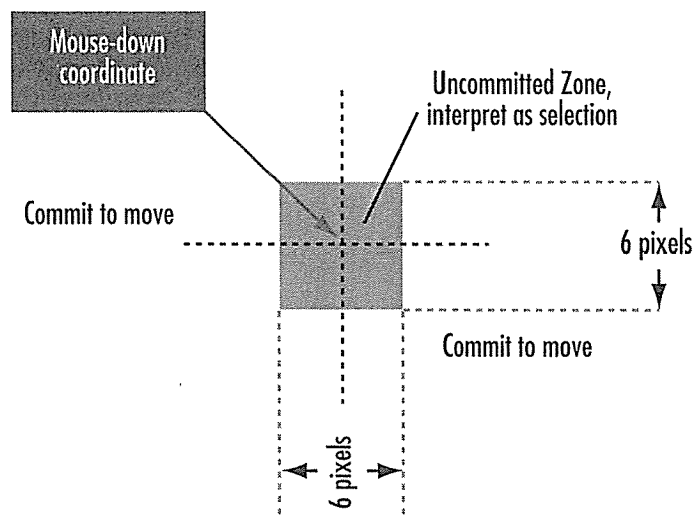 Mouse-down
coordinate
Uncommitted Zone,
interpret as selection
Commit to move
6 pixels
Commit to move
6 pixels